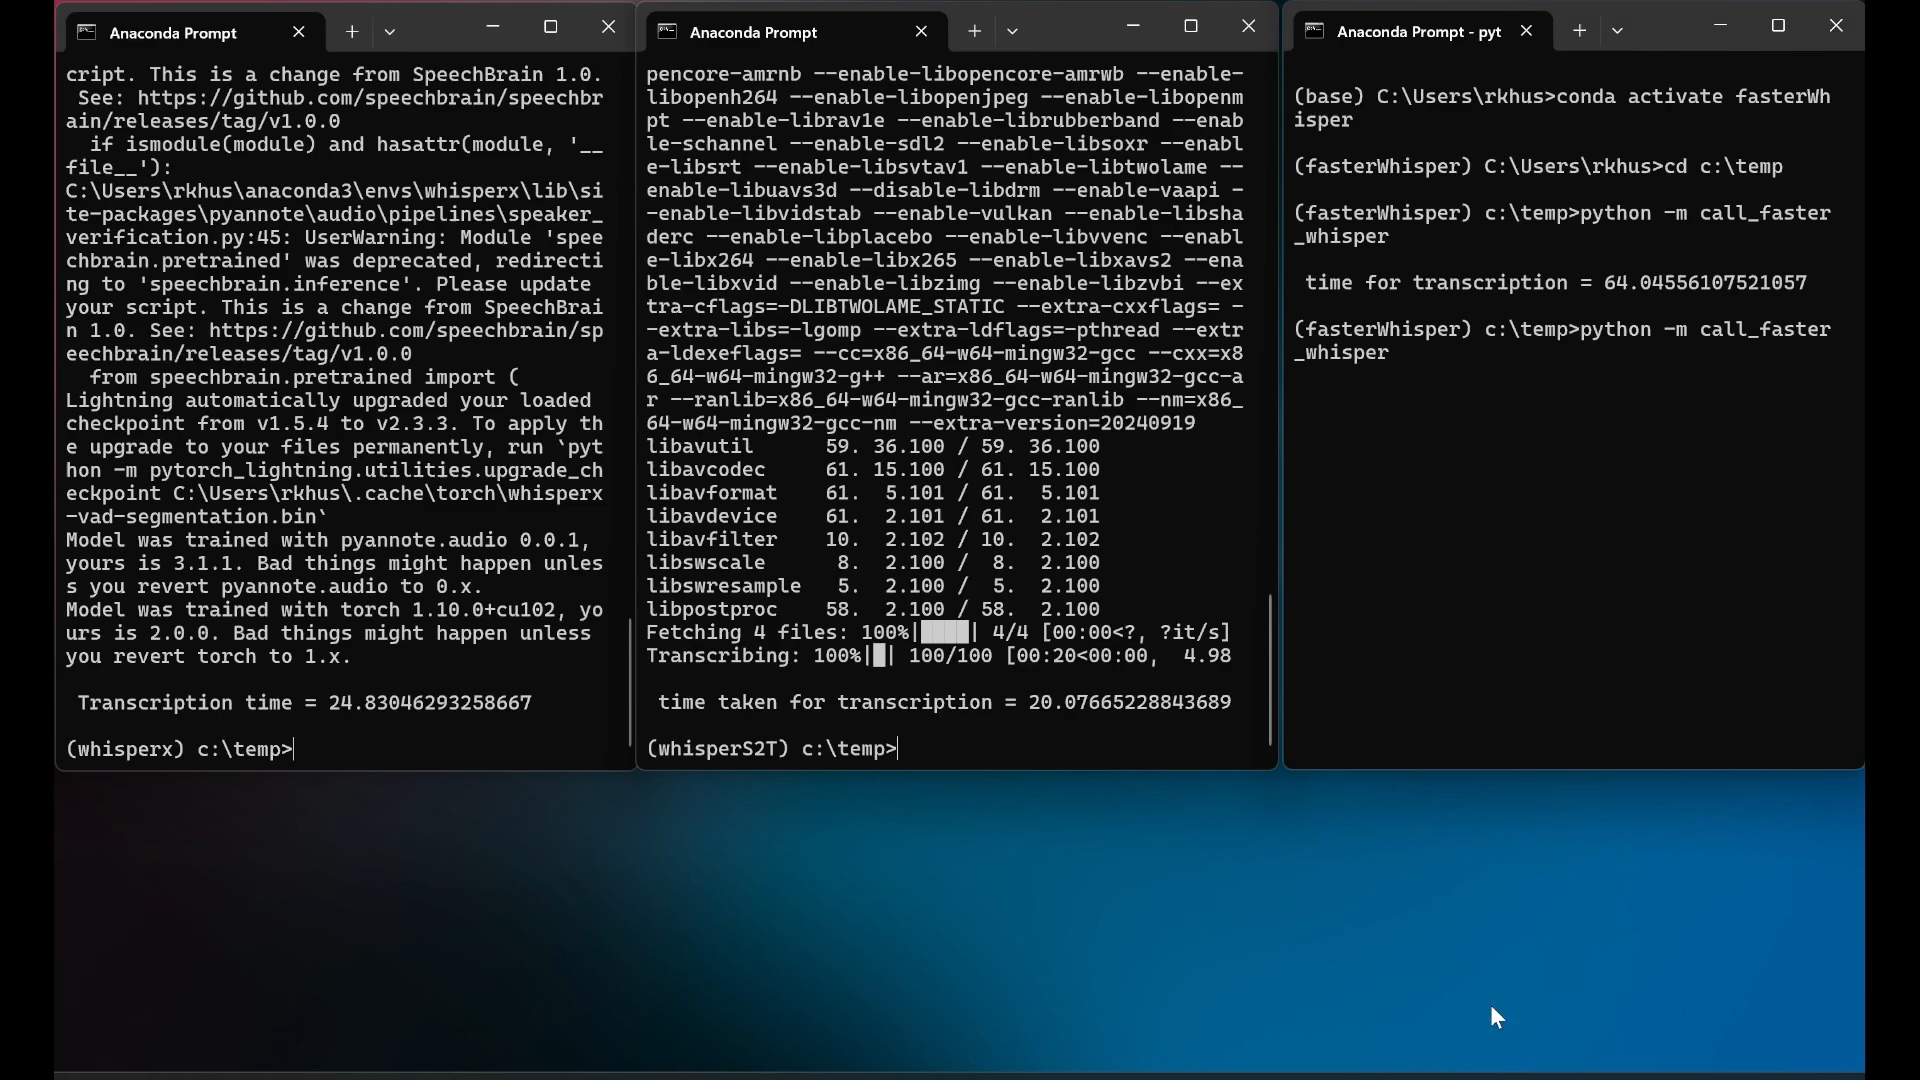 Anaconda Prompt
cript. This is a change from SpeechBrain 1.0.
See: https://github.com/speechbrain/speechbr
ain/releases/tag/v1.0.0
if ismodule(module) and hasattr(module, '__
file__'):
C:\Users\rkhus\anaconda3\envs\whisperx\lib\si
te-packages\pyannote\audio\pipelines\speaker_
verification.py:45: UserWarning: Module 'spee
chbrain.pretrained' was deprecated, redirecti
ng to 'speechbrain.inference'. Please update
your script. This is a change from SpeechBrai
n 1.0. See: https://github.com/speechbrain/sp
eechbrain/releases/tag/v1.0.0
from speechbrain.pretrained import (
Lightning automatically upgraded your loaded
checkpoint from v1.5.4 to v2.3.3. To apply th
e upgrade to your files permanently, run `pyt
hon -m pytorch_lightning.utilities.upgrade_ch
eckpoint C:\Users\rkhus\.cache\torch\whisperx
-vad-segmentation.bin`
Model was trained with pyannote.audio 0.0.1,
yours is 3.1.1. Bad things might happen unles
s you revert pyannote.audio to 0.x.
Model was trained with torch 1.10.0+cu102, yo
urs is 2.0.0. Bad things might happen unless
you revert torch to 1.x.
Transcription time = 24.83046293258667
(whisperx) c:\temp>
Anaconda Prompt
pencore-amrnb --enable-libopencore-amrwb --enable-
libopenh264 --enable-libopenjpeg --enable-libopenm
pt --enable-librav1e --enable-librubberband --enab
le-schannel --enable-sdl2 --enable-libsoxr --enabl
e-libsrt --enable-libsvtav1 --enable-libtwolame --
enable-libuavs3d --disable-libdrm --enable-vaapi -
-enable-libvidstab --enable-vulkan --enable-libsha
derc --enable-libplacebo --enable-libvvenc --enabl
e-libx264 --enable-libx265 --enable-libxavs2 --ena
ble-libxvid --enable-libzimg --enable-libzvbi --ex
tra-cflags=-DLIBTWOLAME_STATIC --extra-cxxflags= -
-extra-libs=-lgomp --extra-ldflags=-pthread --extr
a-ldexeflags= --cc=x86_64-w64-mingw32-gcc --cxx=x8
6_64-w64-mingw32-g++ --ar=x86_64-w64-mingw32-gcc-a
r --ranlib=x86_64-w64-mingw32-gcc-ranlib --nm=x86_
64-w64-mingw32-gcc-nm --extra-version=20240919
libavutil 59. 36.100 / 59. 36.100
libavcodec 61. 15.100 / 61. 15.100
libavformat 61. 5.101 / 61. 5.101
libavdevice 61. 2.101 / 61. 2.101
libavfilter 10. 2.102 / 10. 2.102
libswscale 8. 2.100 / 8. 2.100
libswresample 5. 2.100 / 5. 2.100
libpostproc 58. 2.100 / 58. 2.100
Fetching 4 files: 100%|████| 4/4 [00:00<?, ?it/s]
Transcribing: 100%|█| 100/100 [00:20<00:00, 4.98
time taken for transcription = 20.07665228843689
(whisperS2T) c:\temp>
Anaconda Prompt - pyt
(base) C:\Users\rkhus>conda activate fasterWh
isper
(fasterWhisper) C:\Users\rkhus>cd c:\temp
(fasterWhisper) c:\temp>python -m call_faster
_whisper
time for transcription = 64.04556107521057
(fasterWhisper) c:\temp>python -m call_faster
_whisper